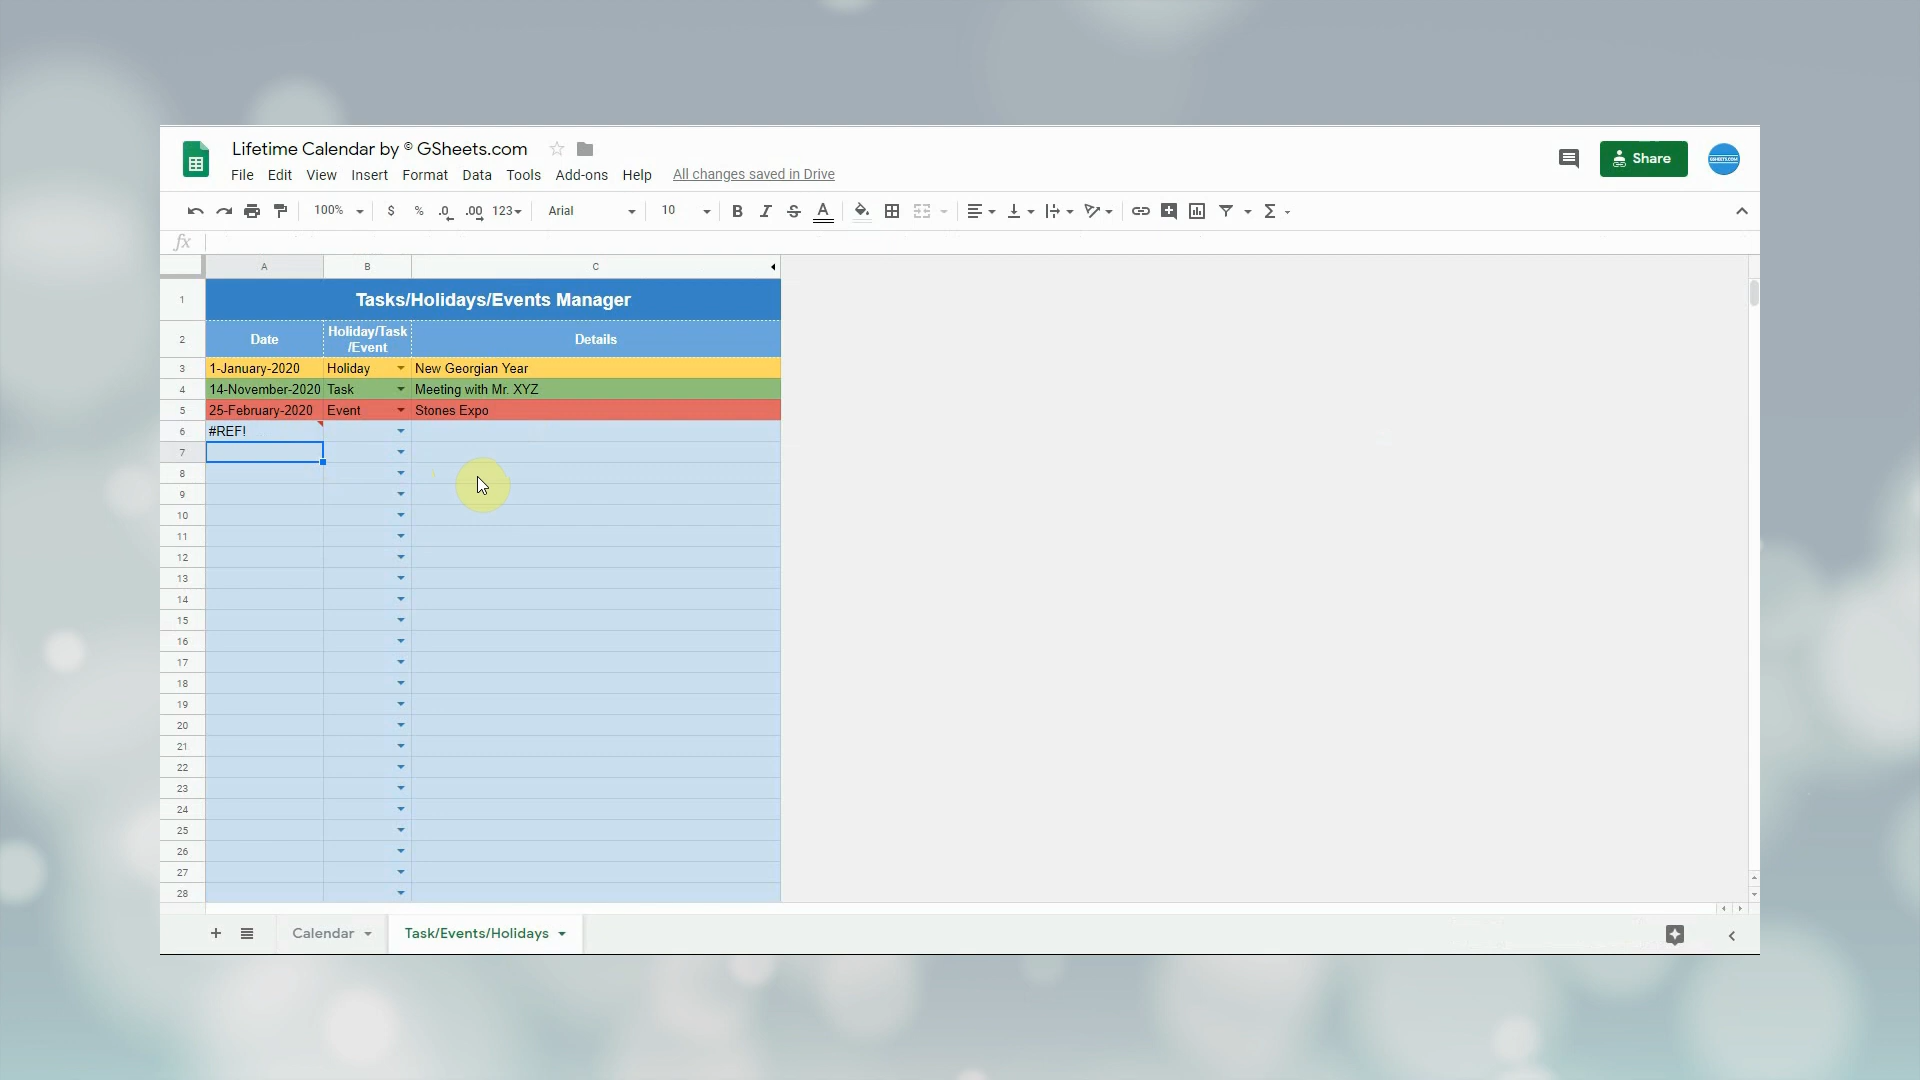 Lifetime Calendar by © GSheets.com
File Edit View Insert Format Data Tools Add-ons Help All changes saved in Drive
Share
GSHEETS.COM
100% $ % .0 .00 123 Arial 10 B I S A
fx
A B C
1 Tasks/Holidays/Events Manager
2 Date Holiday/Task
/Event Details
3 1-January-2020 Holiday New Georgian Year
4 14-November-2020 Task Meeting with Mr. XYZ
5 25-February-2020 Event Stones Expo
6 #REF!
7
8
9
10
11
12
13
14
15
16
17
18
19
20
21
22
23
24
25
26
27
28
Calendar Task/Events/Holidays